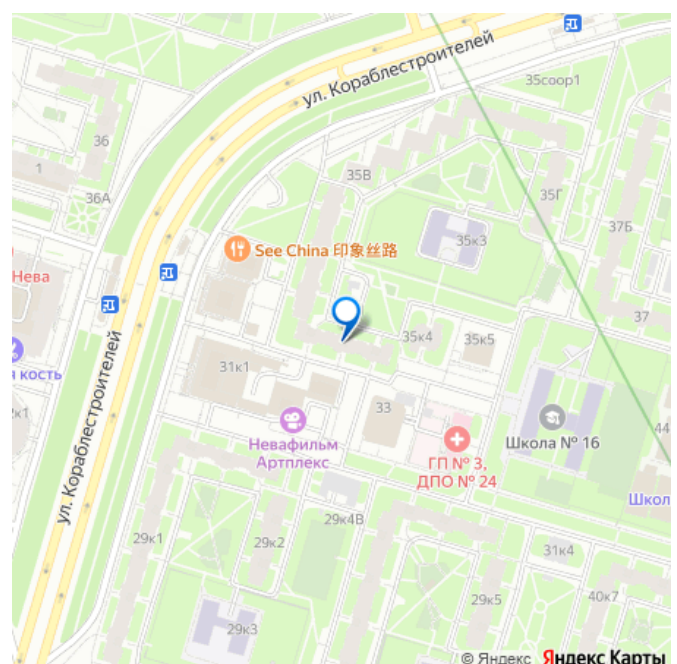 ул. Кораблестроителей
35соор1
36
1
36А
35В
35Г
37Б
35к3
See China 印象丝路
Нева
37
35к4
35к5
31к1
я кость
к1
33
44
Невафильм
Артплекс
Школа № 16
ГП № 3,
ДПО № 24
Школ
ул. Кораблестроителей
29к4В
29к1
29к2
31к4
29к5
40к7
29к3
© Яндекс Яндекс Карты